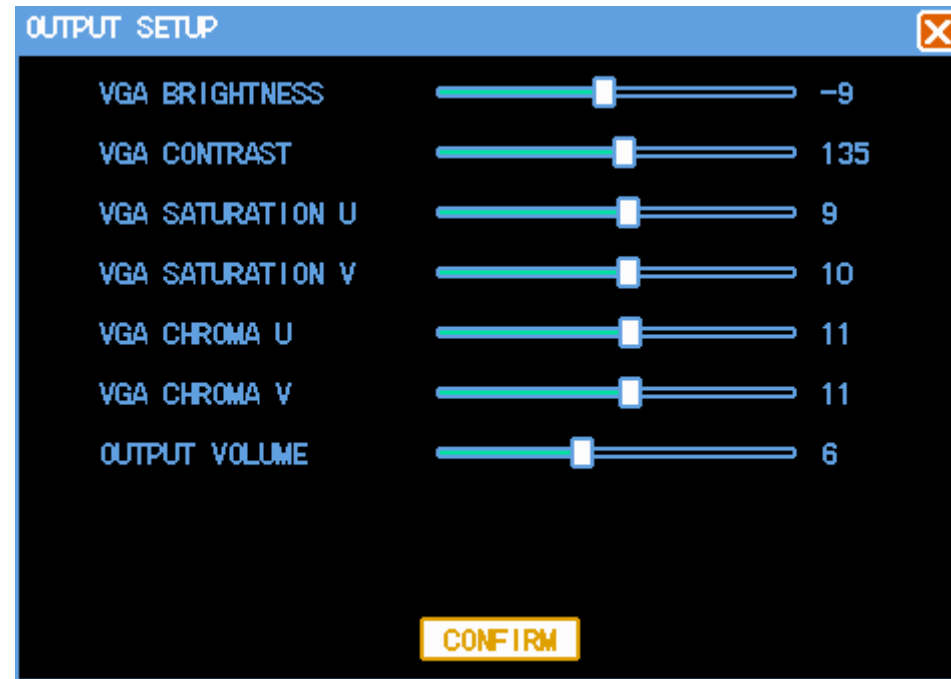 OUTPUT SETUP
VGA BRIGHTNESS -9
VGA CONTRAST 135
VGA SATURATION U 9
VGA SATURATION V 10
VGA CHROMA U 11
VGA CHROMA V 11
OUTPUT VOLUME 6
CONFIRM